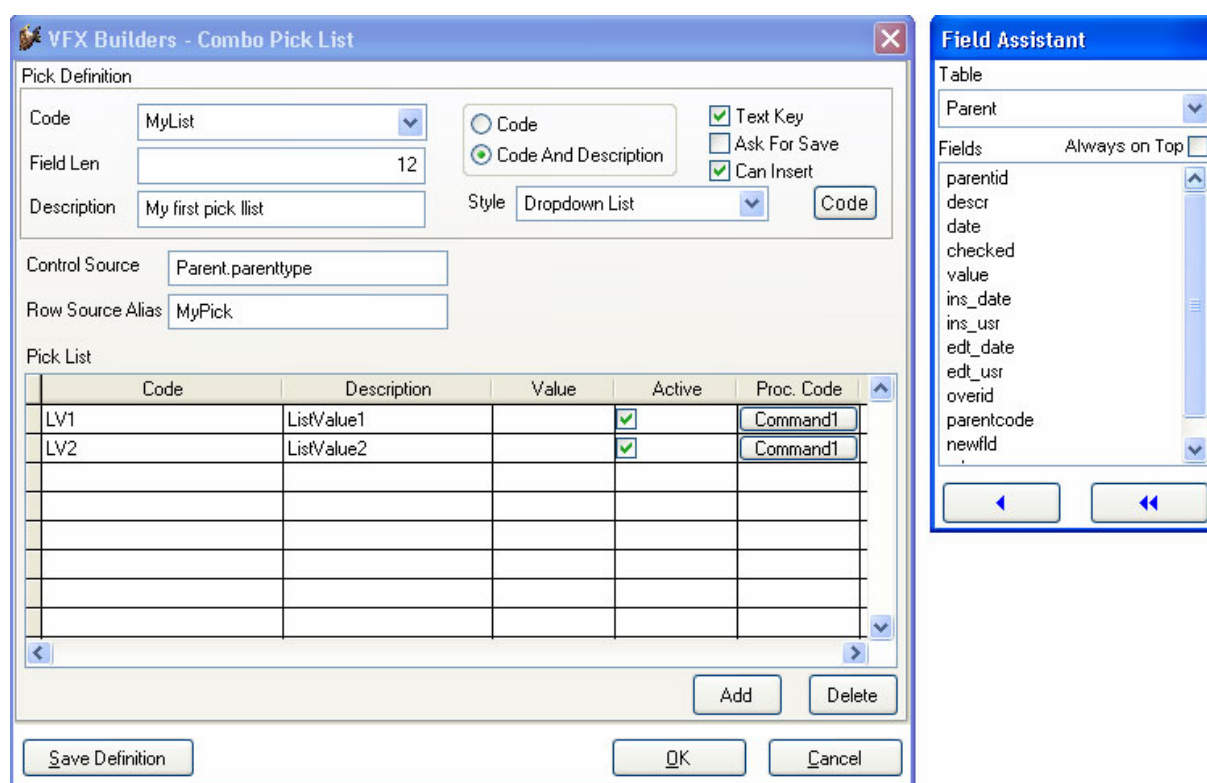 VFX Builders - Combo Pick List
Pick Definition
Code MyList
Field Len 12
Description My first pick llist
Code
Code And Description
Text Key
Ask For Save
Can Insert
Style Dropdown List Code
Control Source Parent.parenttype
Row Source Alias MyPick
Pick List
Code Description Value Active Proc. Code
LV1 ListValue1 Command1
LV2 ListValue2 Command1
Add Delete
Save Definition OK Cancel
Field Assistant
Table
Parent
Fields Always on Top
parentid
descr
date
checked
value
ins_date
ins_usr
edt_date
edt_usr
overid
parentcode
newfld